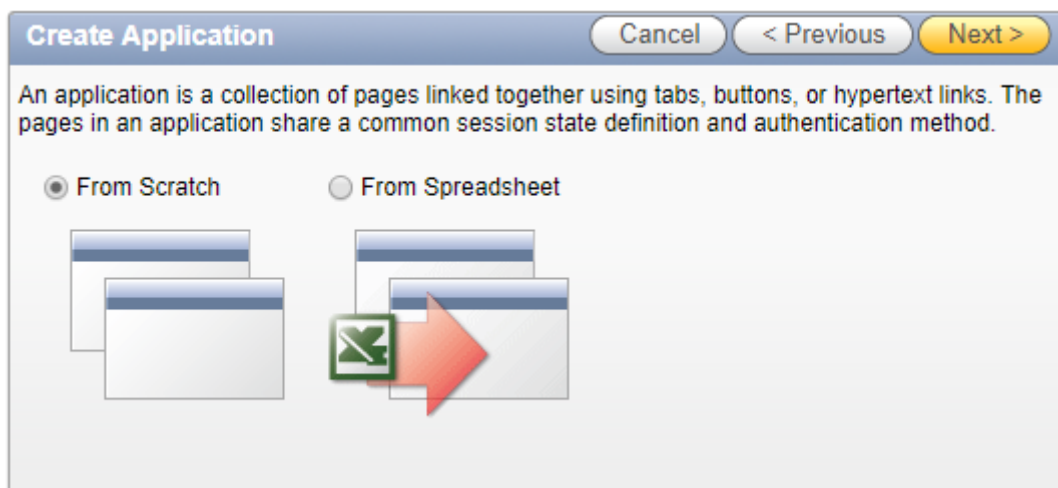 Create Application
Cancel
< Previous
Next >
An application is a collection of pages linked together using tabs, buttons, or hypertext links. The
pages in an application share a common session state definition and authentication method.
From Scratch
From Spreadsheet